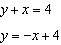 y + x = 4
y = -x + 4